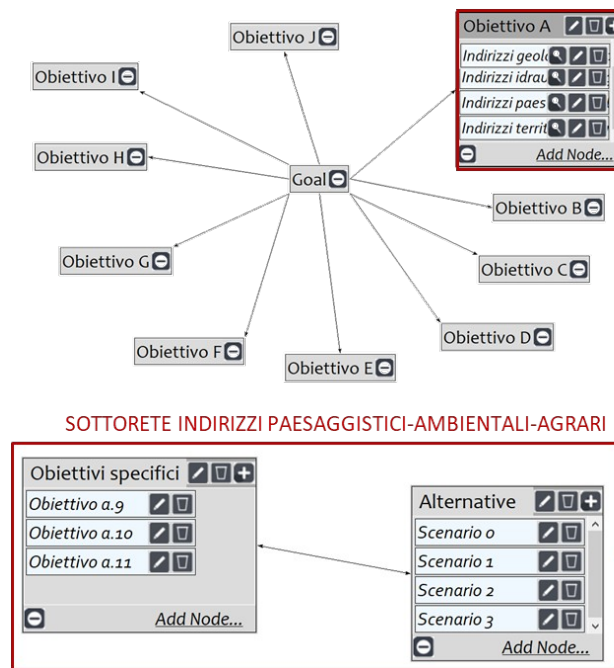 Obiettivo J
Obiettivo A
Obiettivo I
Indirizzi geol
Indirizzi idrau
Indirizzi paes
Indirizzi territ
Add Node...
Obiettivo H
Goal
Obiettivo B
Obiettivo G
Obiettivo C
Obiettivo F
Obiettivo D
Obiettivo E
SOTTORETE INDIRIZZI PAESAGGISTICI-AMBIENTALI-AGRARI
Obiettivi specifici
Obiettivo a.9
Obiettivo a.10
Obiettivo a.11
Add Node...
Alternative
Scenario 0
Scenario 1
Scenario 2
Scenario 3
Add Node...